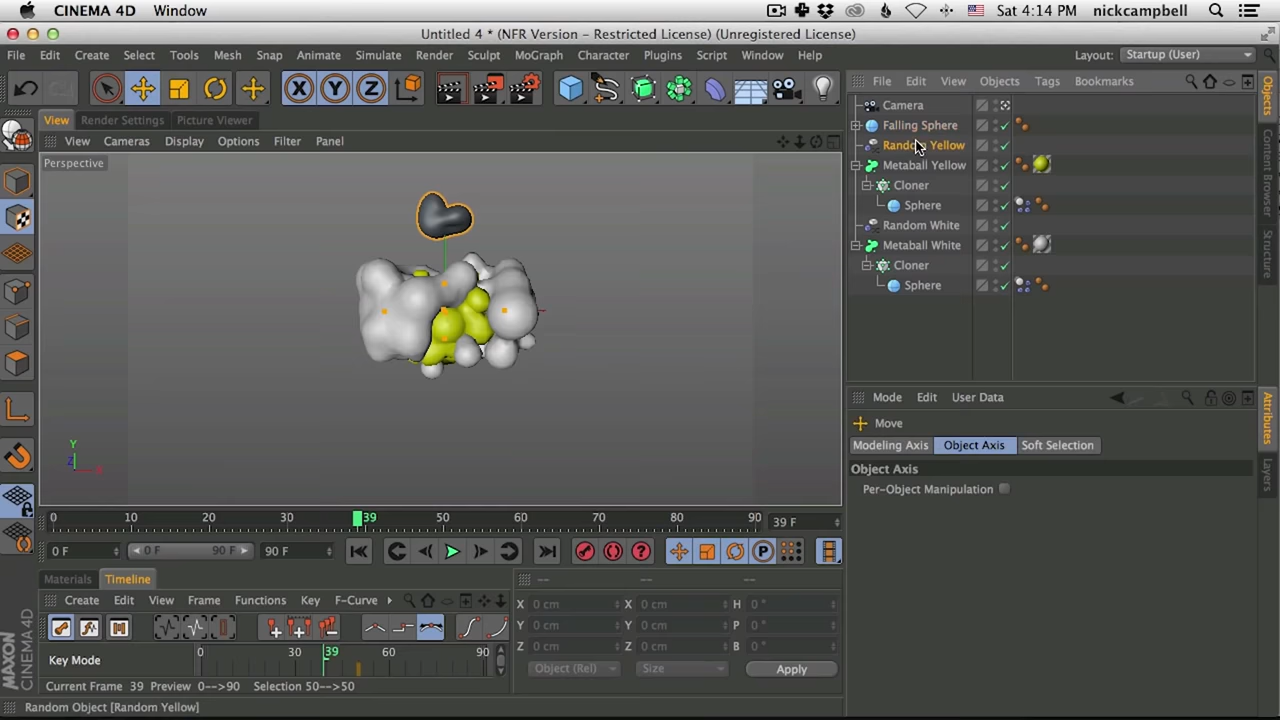 CINEMA 4D Window Sat 4:14 PM nickcampbell
Untitled 4 * (NFR Version - Restricted License) (Unregistered License)
File Edit Create Select Tools Mesh Snap Animate Simulate Render Sculpt MoGraph Character Plugins Script Window Help Layout: Startup (User)
X Y Z
File Edit View Objects Tags Bookmarks
View Render Settings Picture Viewer
View Cameras Display Options Filter Panel
Perspective
Camera
Falling Sphere
Random Yellow
Metaball Yellow
Cloner
Sphere
Random White
Metaball White
Cloner
Sphere
Objects
Content Browser
Structure
Y
Z
X
Mode Edit User Data
Move
Modeling Axis Object Axis Soft Selection
Object Axis
Per-Object Manipulation
Attributes
Layers
0 10 20 30 39 50 60 70 80 90 39 F
0 F 0 F 90 F 90 F P
Materials Timeline
Create Edit View Frame Functions Key F-Curve
Key Mode 0 30 39 60 90
Current Frame 39 Preview 0-->90 Selection 50-->50
-- -- --
X 0 cm X 0 cm H 0 °
Y 0 cm Y 0 cm P 0 °
Z 0 cm Z 0 cm B 0 °
Object (Rel) Size Apply
MAXON
CINEMA 4D
Random Object [Random Yellow]